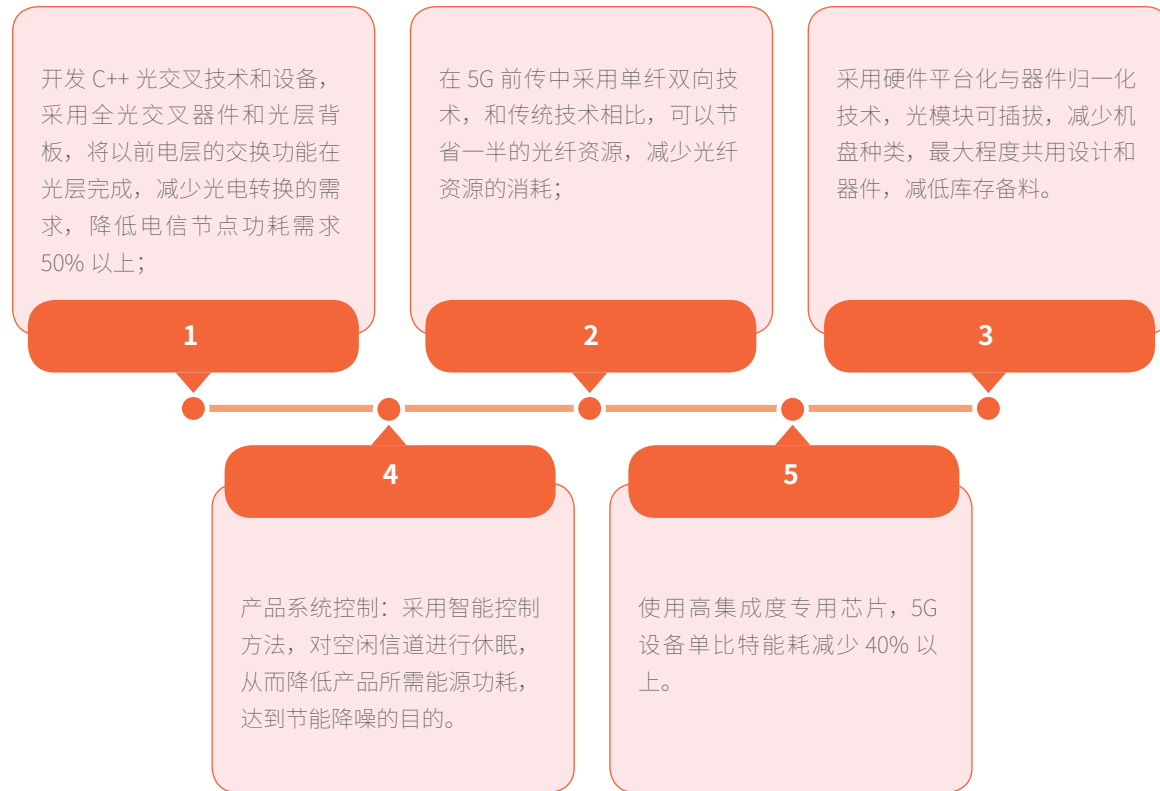 开发 C++ 光交叉技术和设备，
采用全光交叉器件和光层背
板，将以前电层的交换功能在
光层完成，减少光电转换的需
求，降低电信节点功耗需求
50% 以上；
1
在 5G 前传中采用单纤双向技
术，和传统技术相比，可以节
省一半的光纤资源，减少光纤
资源的消耗；
2
采用硬件平台化与器件归一化
技术，光模块可插拔，减少机
盘种类，最大程度共用设计和
器件，减低库存备料。
3
4
产品系统控制：采用智能控制
方法，对空闲信道进行休眠，
从而降低产品所需能源功耗，
达到节能降噪的目的。
5
使用高集成度专用芯片，5G
设备单比特能耗减少 40% 以
上。